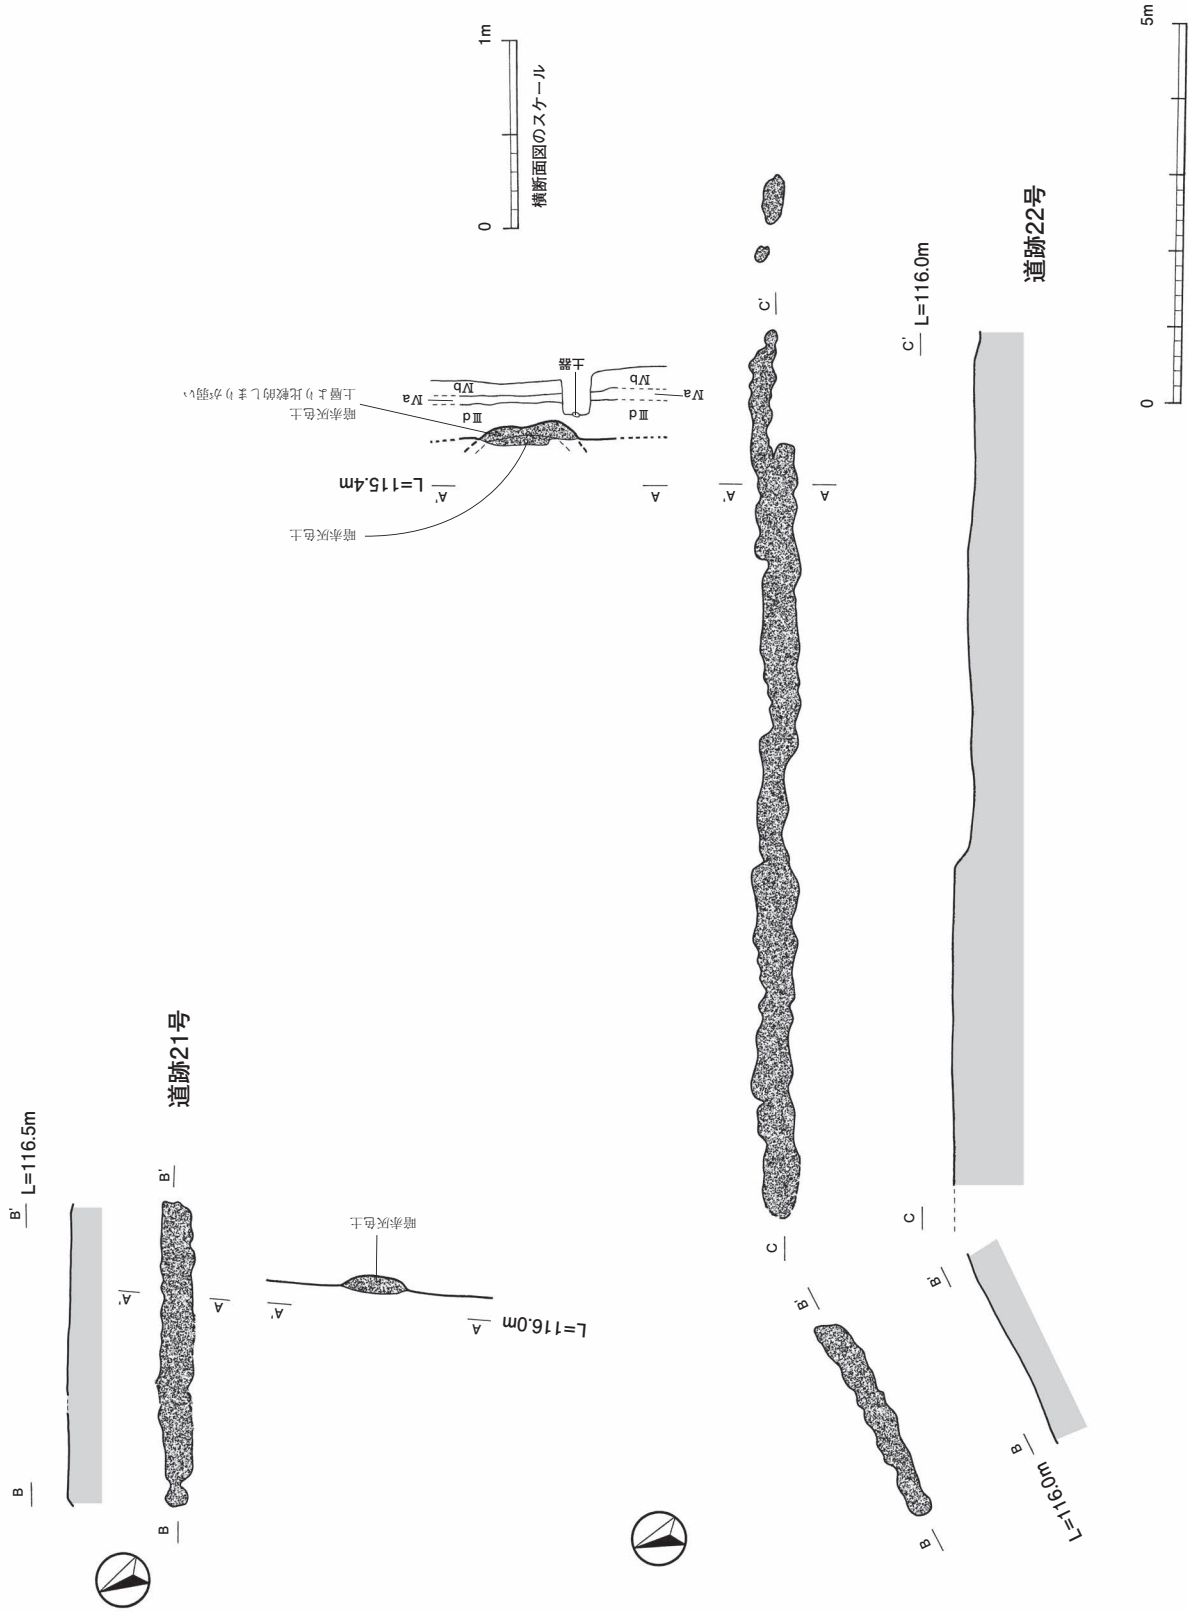 道跡21号
B
B'
L=116.5m
B
B'
A'
A
A'
A
L=116.0m
暗赤灰色土
道跡22号
0
1m
横断面図のスケール
L=115.4m
A'
A
暗赤灰色土
暗赤灰色土
上層より比較的しまりが弱い
土器
Ⅲd
Ⅲd
Ⅳa
Ⅳa
Ⅳb
Ⅳb
A'
A
C
C'
B
B'
C
C'
L=116.0m
B
B'
L=116.0m
0
5m